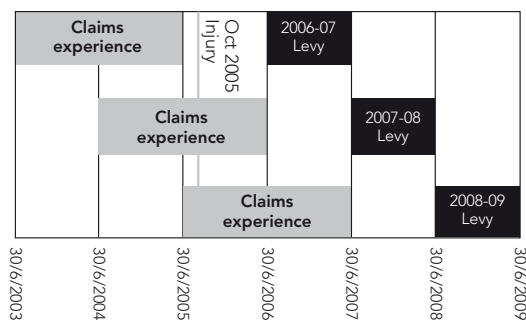 Claims
experience
Oct 2005
Injury
2006-07
Levy
Claims
experience
2007-08
Levy
Claims
experience
2008-09
Levy
30/6/2003
30/6/2004
30/6/2005
30/6/2006
30/6/2007
30/6/2008
30/6/2009